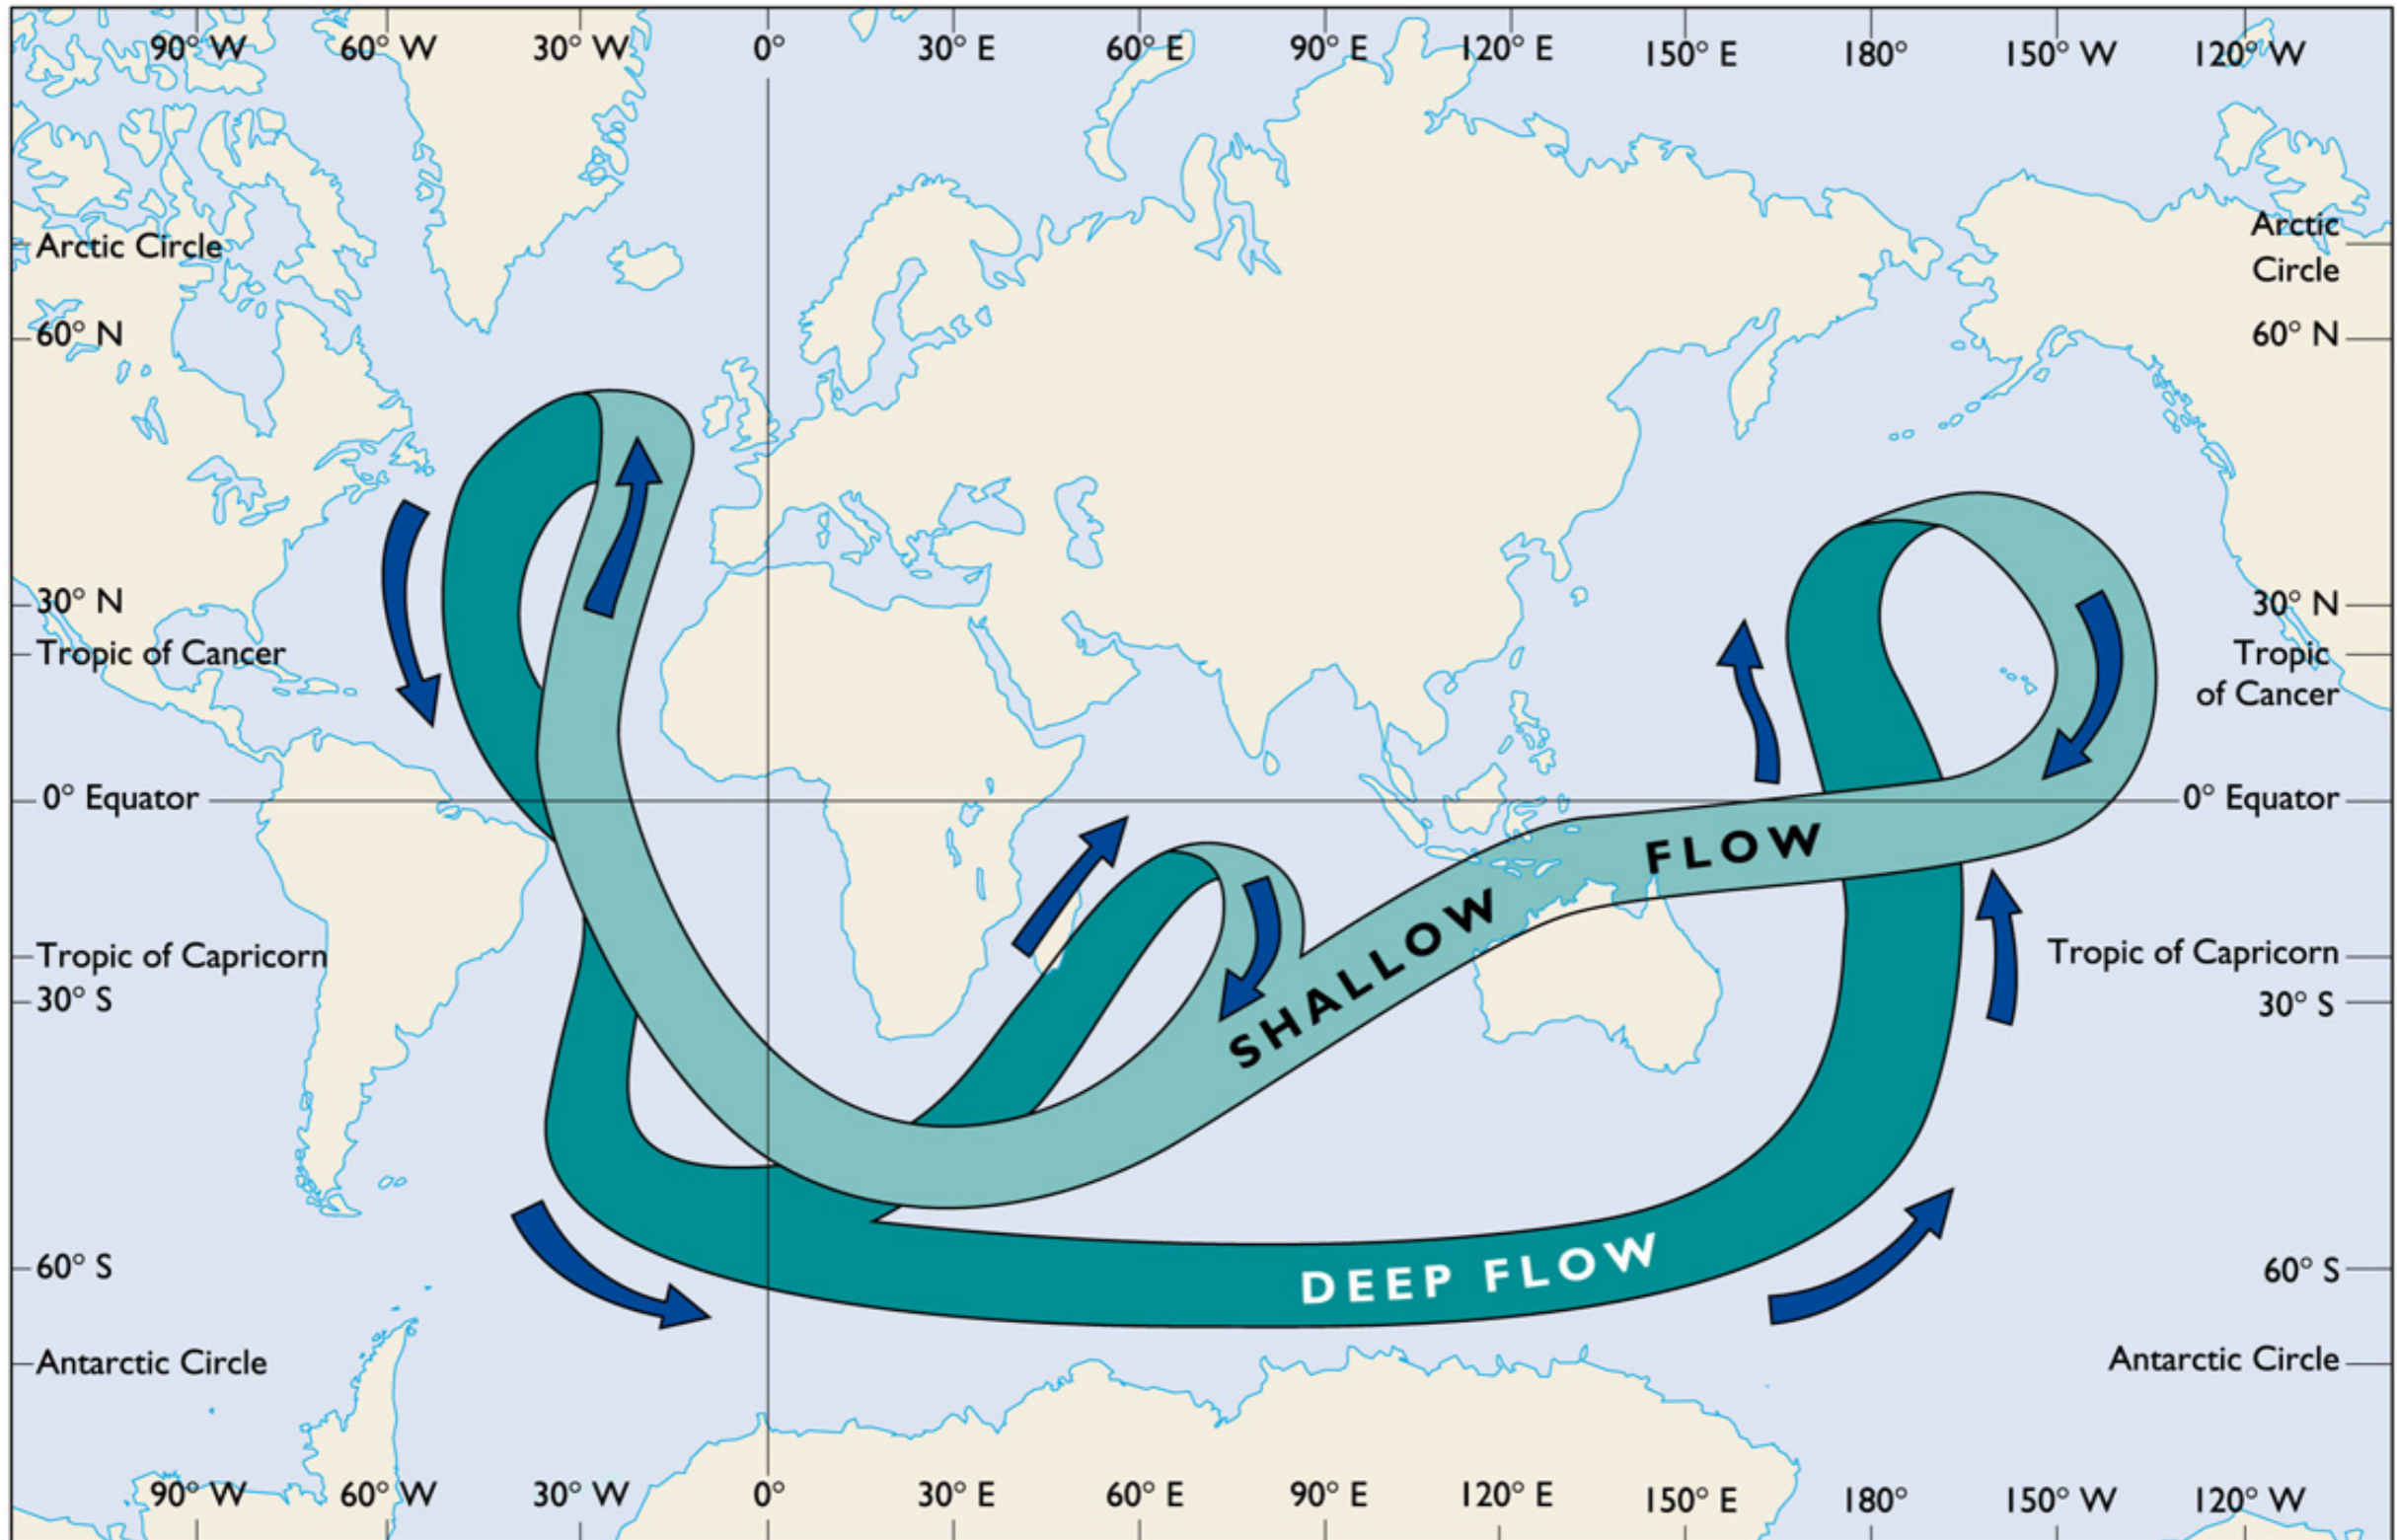 90° W 60° W 30° W 0° 30° E 60° E 90° E 120° E 150° E 180° 150° W 120° W
Arctic Circle
Arctic
Circle
60° N
60° N
30° N
30° N
Tropic of Cancer
Tropic
of Cancer
0° Equator
0° Equator
FLOW
SHALLOW
Tropic of Capricorn
Tropic of Capricorn
30° S
30° S
DEEP FLOW
60° S
60° S
Antarctic Circle
Antarctic Circle
90° W 60° W 30° W 0° 30° E 60° E 90° E 120° E 150° E 180° 150° W 120° W